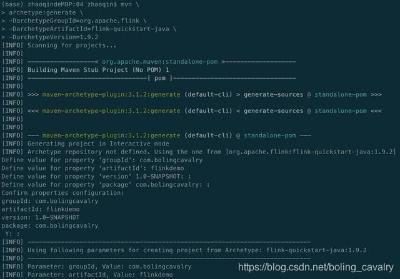 (base) zhaoqindeMBP:04 zhaoqin$ mvn \
> archetype:generate \
> -DarchetypeGroupId=org.apache.flink \
> -DarchetypeArtifactId=flink-quickstart-java \
> -DarchetypeVersion=1.9.2
[INFO] Scanning for projects...
[INFO]
[INFO] ------------------< org.apache.maven:standalone-pom >-------------------
[INFO] Building Maven Stub Project (No POM) 1
[INFO] --------------------------------[ pom ]---------------------------------
[INFO]
[INFO] >>> maven-archetype-plugin:3.1.2:generate (default-cli) > generate-sources @ standalone-pom >>>
[INFO]
[INFO] <<< maven-archetype-plugin:3.1.2:generate (default-cli) < generate-sources @ standalone-pom <<<
[INFO]
[INFO]
[INFO] --- maven-archetype-plugin:3.1.2:generate (default-cli) @ standalone-pom ---
[INFO] Generating project in Interactive mode
[INFO] Archetype repository not defined. Using the one from [org.apache.flink:flink-quickstart-java:1.9.2]
Define value for property 'groupId': com.bolingcavalry
Define value for property 'artifactId': flinkdemo
Define value for property 'version' 1.0-SNAPSHOT: :
Define value for property 'package' com.bolingcavalry: :
Confirm properties configuration:
groupId: com.bolingcavalry
artifactId: flinkdemo
version: 1.0-SNAPSHOT
package: com.bolingcavalry
Y: :
[INFO] ----------------------------------------------------------------------------
[INFO] Using following parameters for creating project from Archetype: flink-quickstart-java:1.9.2
[INFO] ----------------------------------------------------------------------------
[INFO] Parameter: groupId, Value: com.bolingcavalry
[INFO] Parameter: artifactId, Value: flinkdemo
https://blog.csdn.net/boling_cavalry